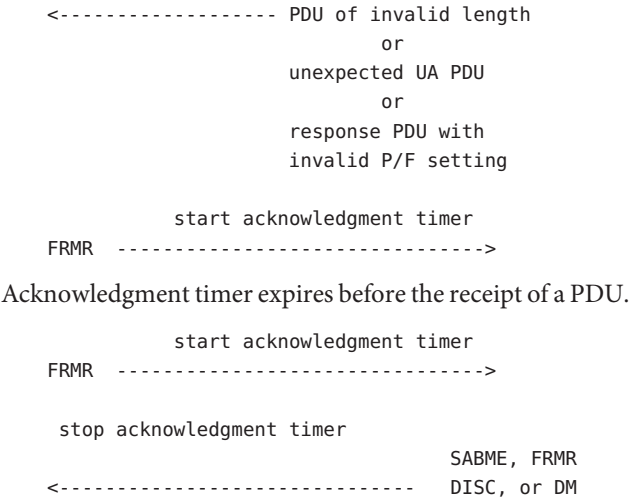 <------------------- PDU of invalid length
or
unexpected UA PDU
or
response PDU with
invalid P/F setting
start acknowledgment timer
FRMR -------------------------------->
Acknowledgment timer expires before the receipt of a PDU.
start acknowledgment timer
FRMR -------------------------------->
stop acknowledgment timer
SABME, FRMR
<------------------------------- DISC, or DM